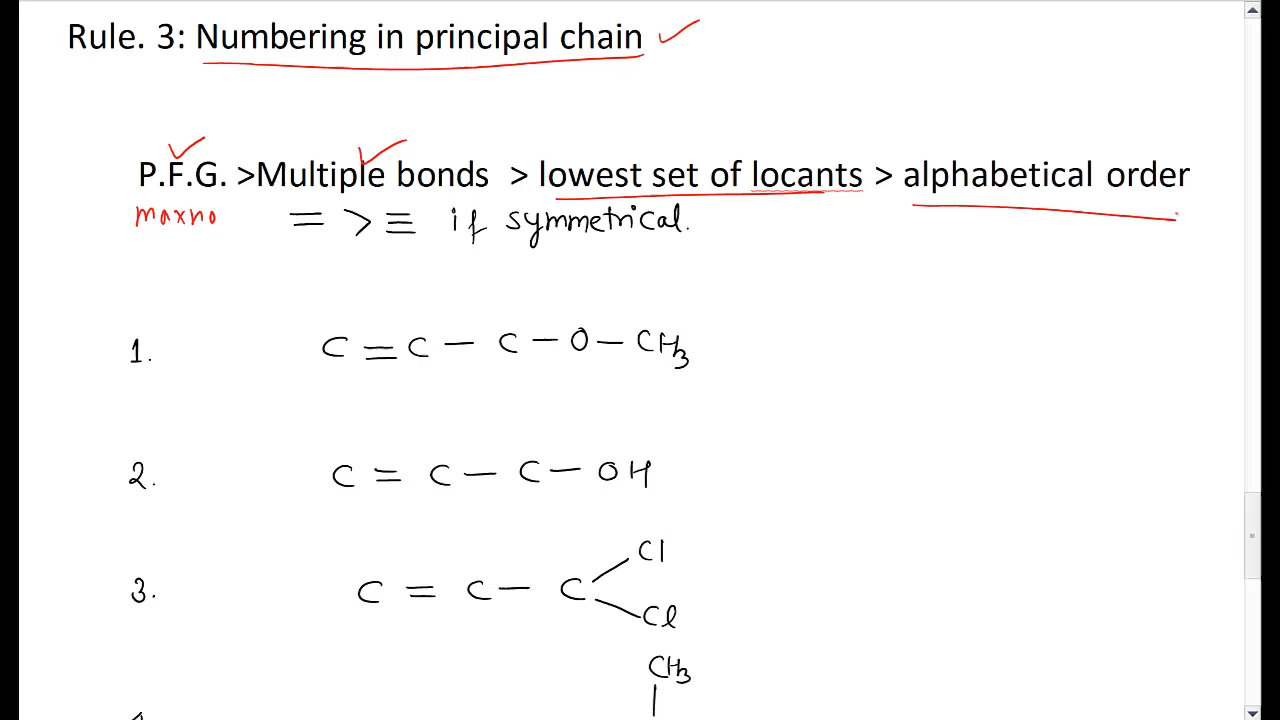 Rule. 3: Numbering in principal chain
P.F.G. >Multiple bonds > lowest set of locants > alphabetical order
maxno = > ≡ if symmetrical.
1. C = C - C - O - CH3
2. C = C - C - OH
Cl
3. C = C - C
Cl
CH3